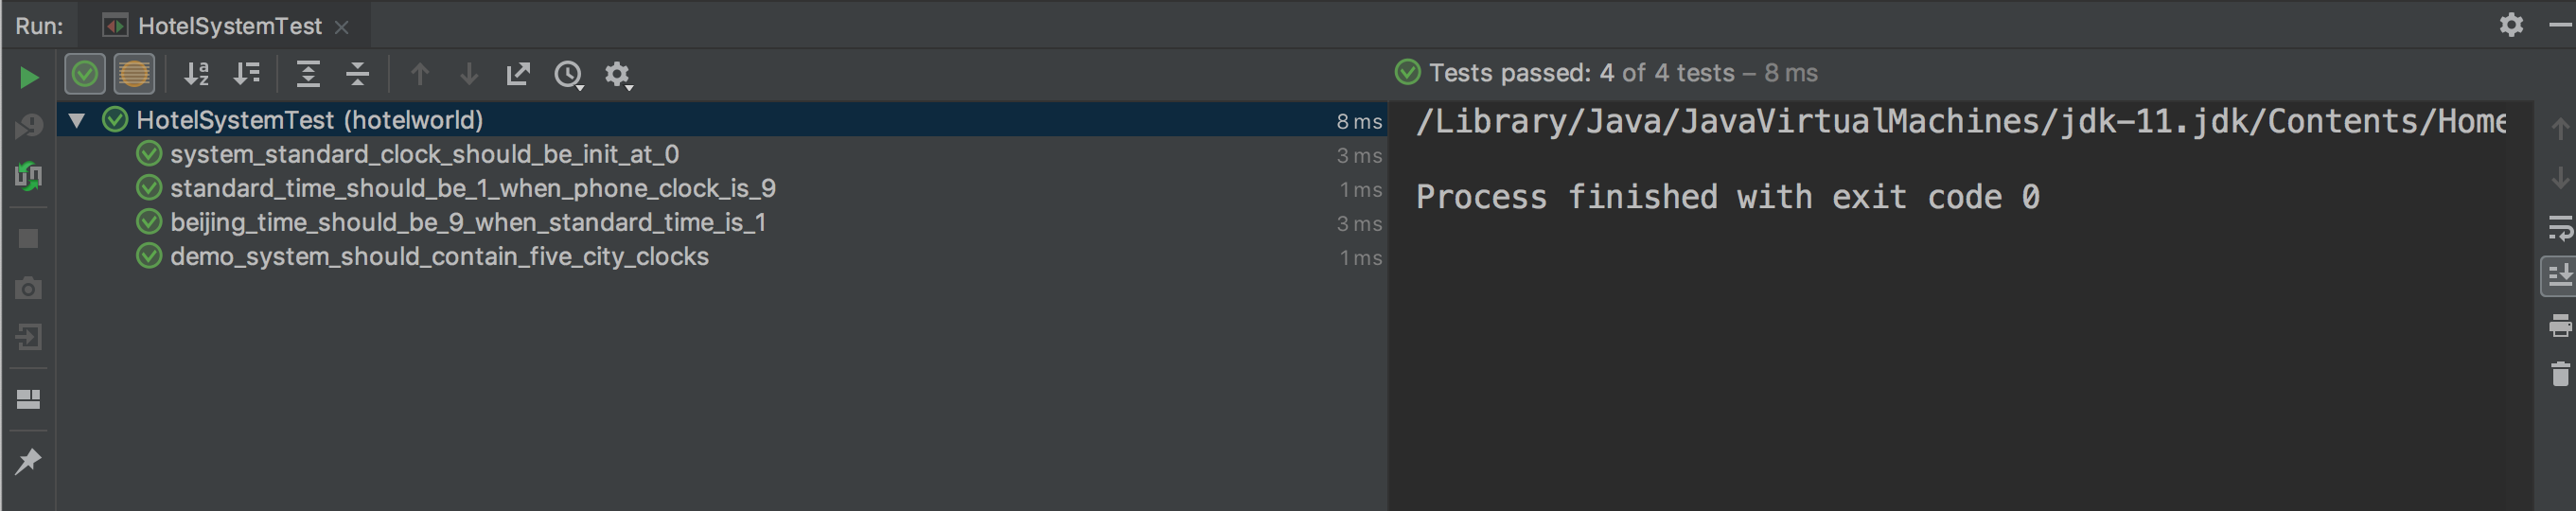 Run: HotelSystemTest
Tests passed: 4 of 4 tests – 8 ms
HotelSystemTest (hotelworld) 8 ms
system_standard_clock_should_be_init_at_0 3 ms
standard_time_should_be_1_when_phone_clock_is_9 1 ms
beijing_time_should_be_9_when_standard_time_is_1 3 ms
demo_system_should_contain_five_city_clocks 1 ms
/Library/Java/JavaVirtualMachines/jdk-11.jdk/Contents/Home
Process finished with exit code 0